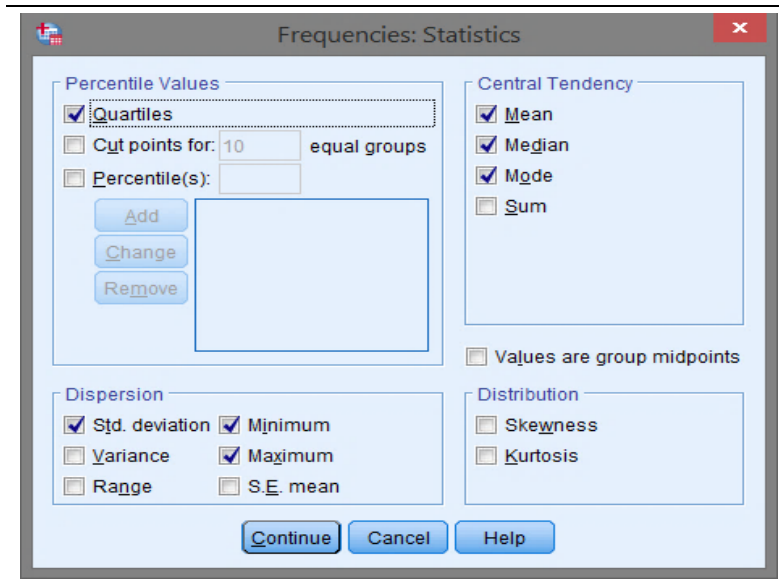 Frequencies: Statistics
Percentile Values
Quartiles
Cut points for: 10 equal groups
Percentile(s):
Add
Change
Remove
Central Tendency
Mean
Median
Mode
Sum
Values are group midpoints
Dispersion
Std. deviation Minimum
Variance Maximum
Range S.E. mean
Distribution
Skewness
Kurtosis
Continue Cancel Help